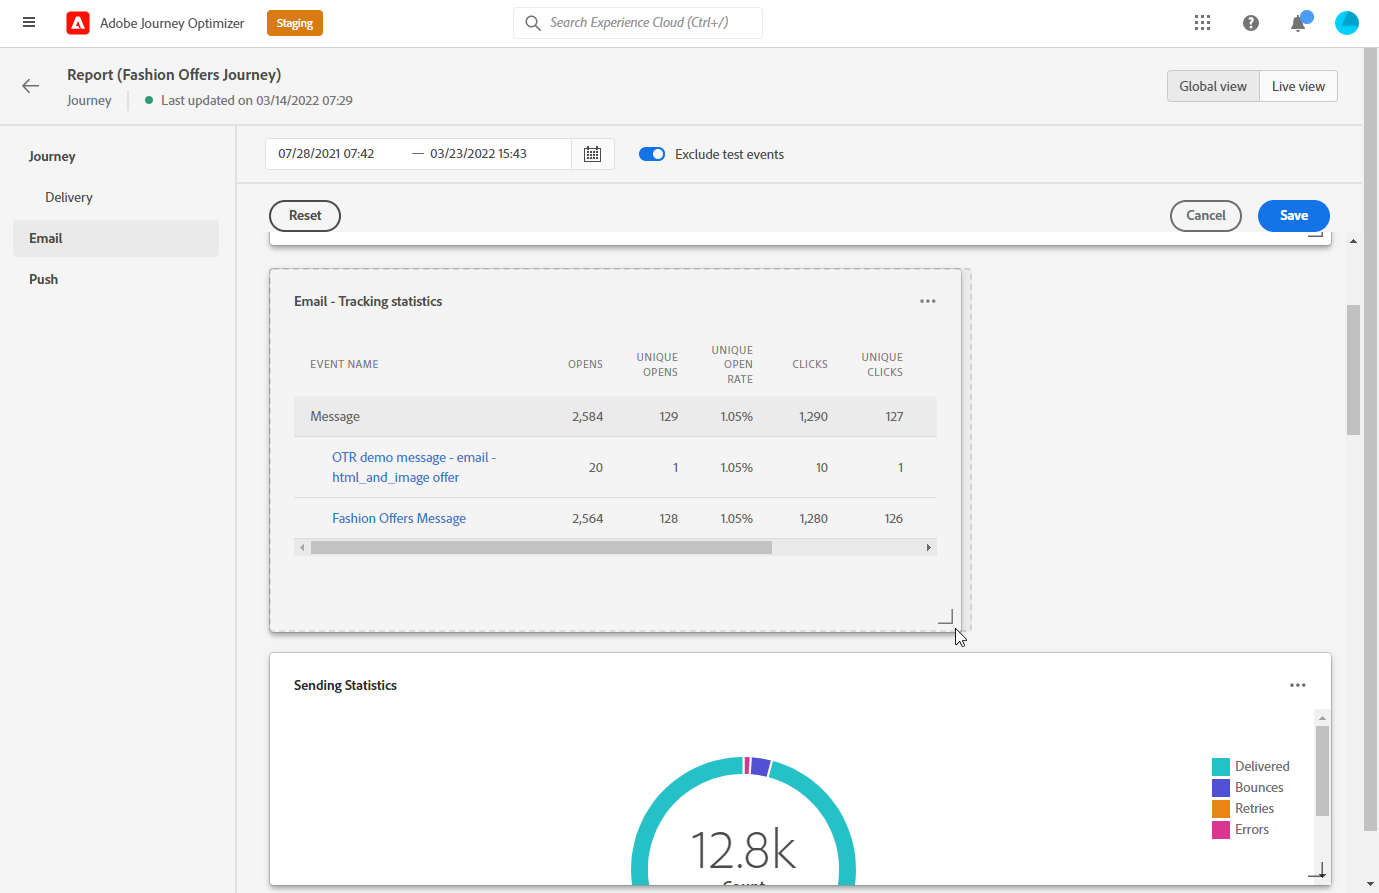 Adobe Journey Optimizer
Staging
Search Experience Cloud (Ctrl+/)
Report (Fashion Offers Journey)
Journey
Last updated on 03/14/2022 07:29
Global view
Live view
Journey
Delivery
Email
Push
07/28/2021 07:42 — 03/23/2022 15:43
Exclude test events
Reset
Cancel
Save
Email - Tracking statistics
EVENT NAME OPENS UNIQUE OPENS UNIQUE OPEN RATE CLICKS UNIQUE CLICKS
Message 2,584 129 1.05% 1,290 127
OTR demo message - email -
html_and_image offer 20 1 1.05% 10 1
Fashion Offers Message 2,564 128 1.05% 1,280 126
Sending Statistics
12.8k
Count
Delivered
Bounces
Retries
Errors